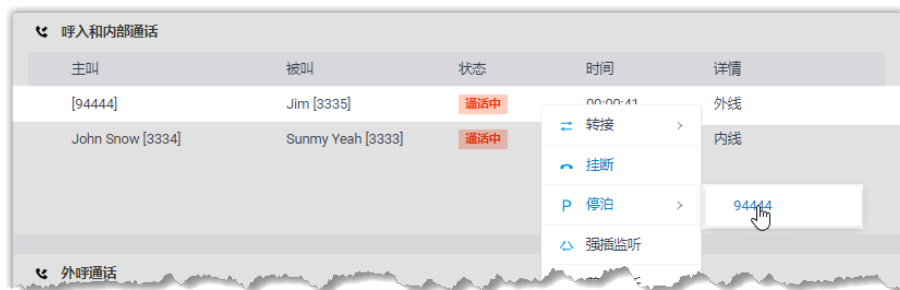 呼入和内部通话
主叫 被叫 状态 时间 详情
[94444] Jim [3335] 通话中 00:00:41 外线
John Snow [3334] Sunmy Yeah [3333] 通话中 内线
转接
挂断
停泊 94444
强插监听
外呼通话